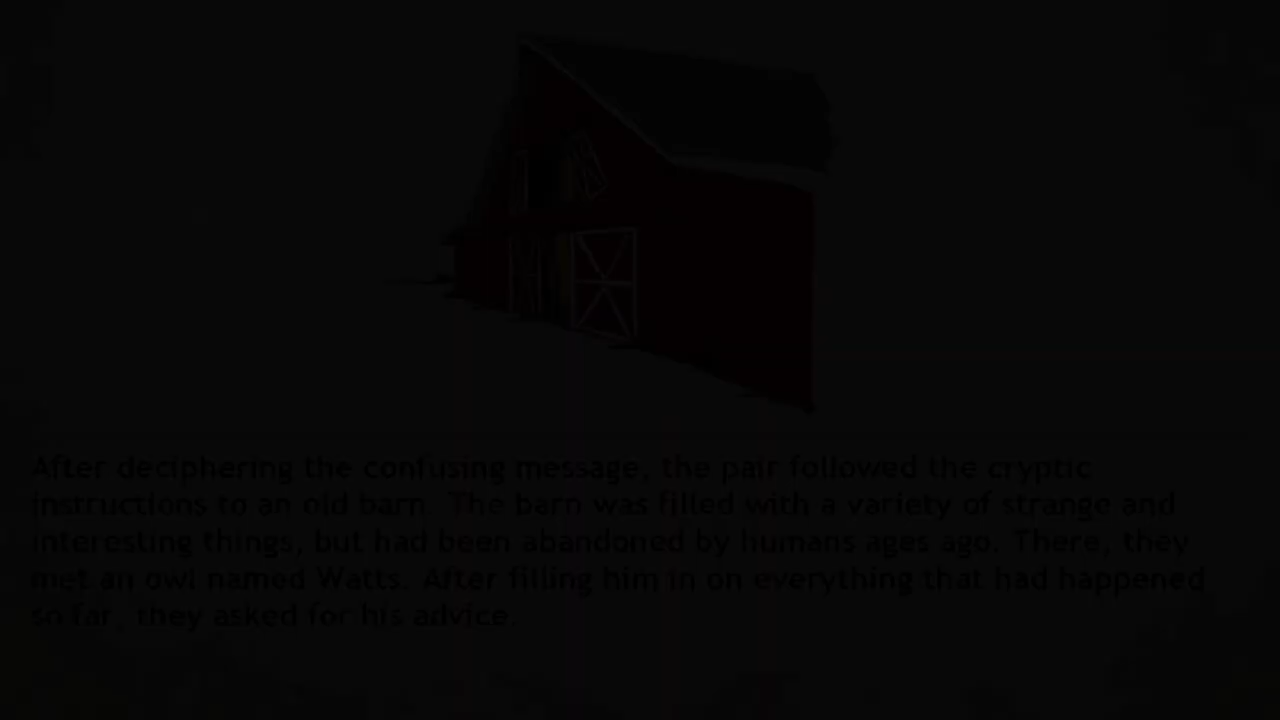 After deciphering the confusing message, the pair followed the cryptic
instructions to an old barn. The barn was filled with a variety of strange and
interesting things, but had been abandoned by humans ages ago. There, they
met an owl named Watts. After filling him in on everything that had happened
so far, they asked for his advice.